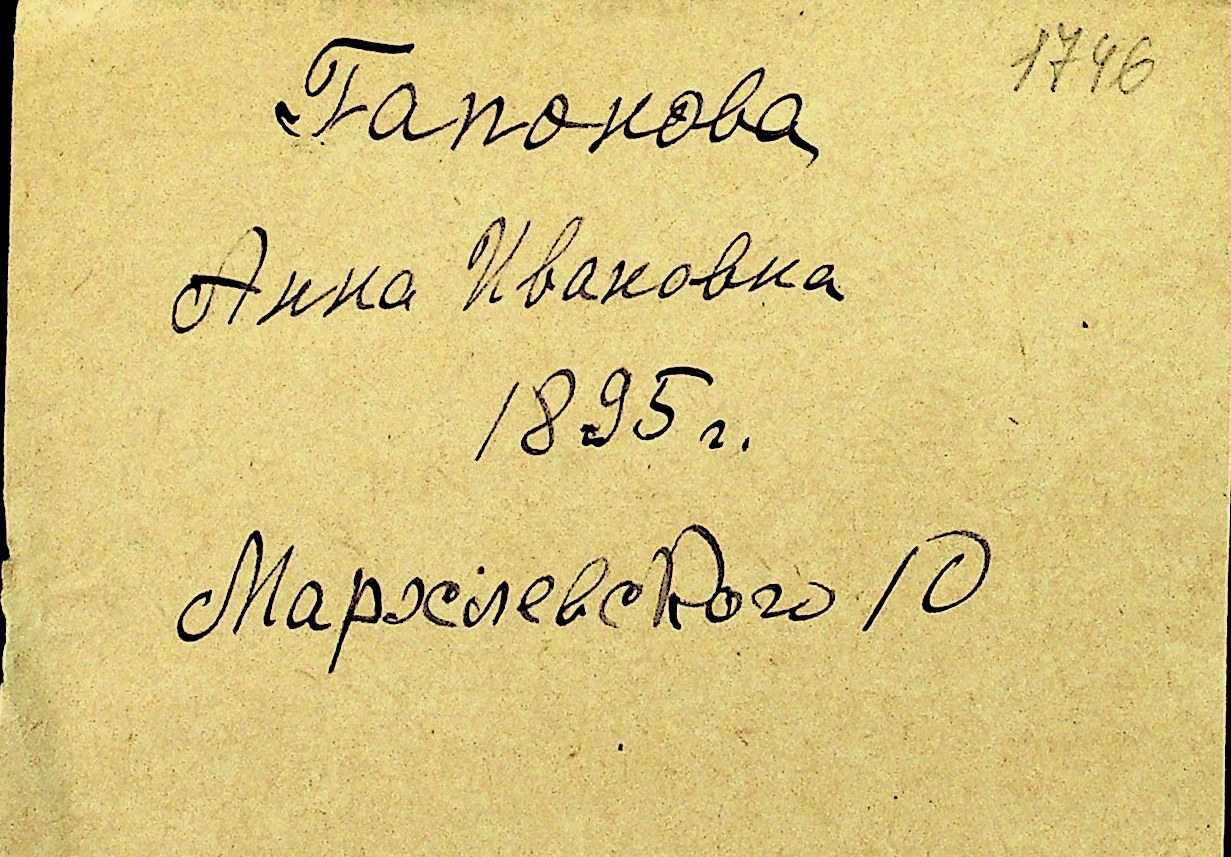 1746
Гапонова
Анна Ивановна
1895 г.
Мархлевского 10